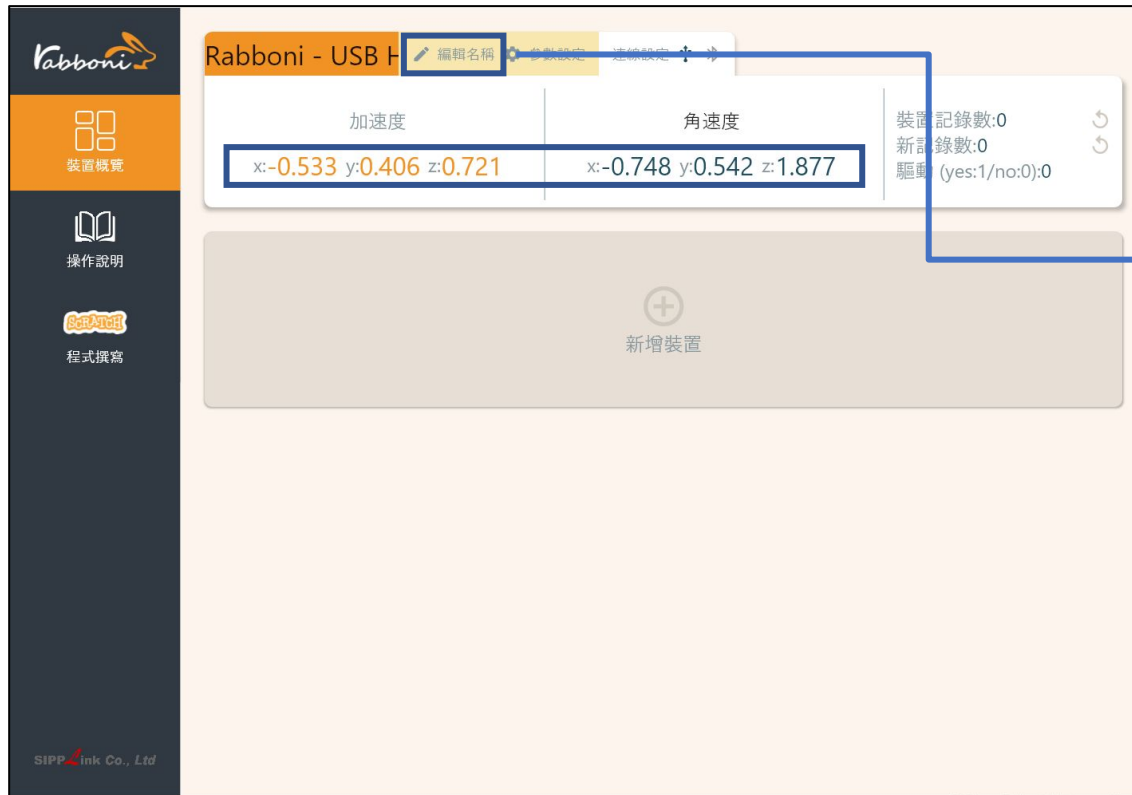 Rabboni
裝置概覽
操作說明
SCRATCH
程式撰寫
SIPPLink Co., Ltd
Rabboni - USB H
編輯名稱
參數設定
連線設定
加速度
x:-0.533 y:0.406 z:0.721
角速度
x:-0.748 y:0.542 z:1.877
裝置記錄數:0
新記錄數:0
驅動 (yes:1/no:0):0
新增裝置